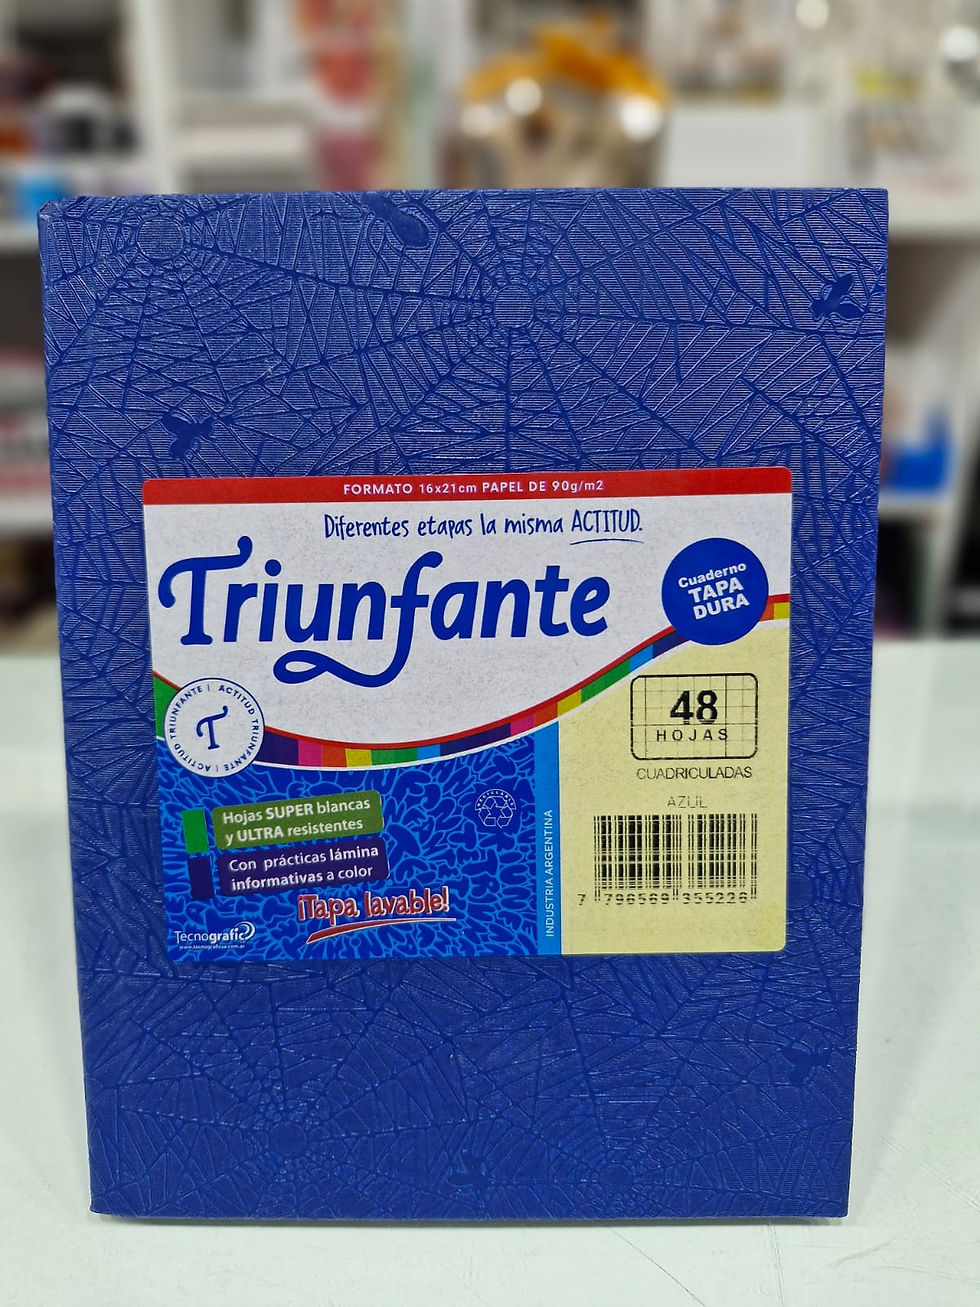 FORMATO 16x21cm PAPEL DE 90g/m2
Diferentes etapas la misma ACTITUD.
Triunfante
Cuaderno
TAPA
DURA
ACTITUD TRIUNFANTE | ACTITUD TRIUNFANTE |
T
48
HOJAS
CUADRICULADAS
AZUL
7 796569 355226
Hojas SUPER blancas
y ULTRA resistentes
Con prácticas lámina
informativas a color
¡Tapa lavable!
INDUSTRIA ARGENTINA
Tecnografic